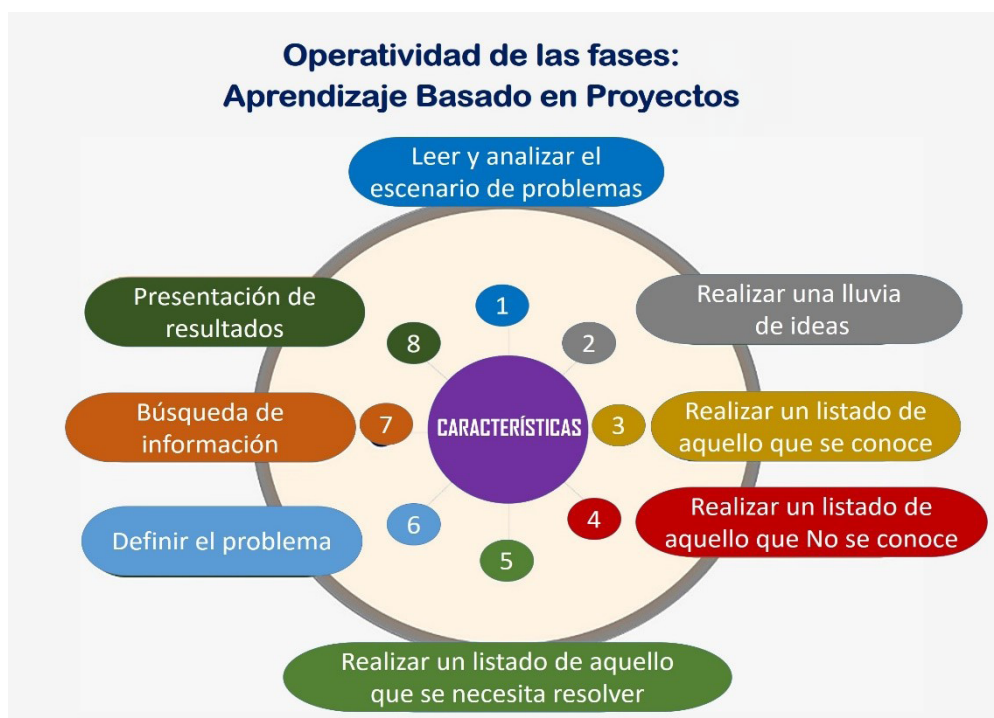 Operatividad de las fases:
Aprendizaje Basado en Proyectos
Leer y analizar el
escenario de problemas
1
Realizar una lluvia
de ideas
2
Realizar un listado de
aquello que se conoce
3
Realizar un listado de
aquello que No se conoce
4
Realizar un listado de aquello
que se necesita resolver
5
Definir el problema
6
Búsqueda de
información
7
Presentación de
resultados
8
CARACTERÍSTICAS